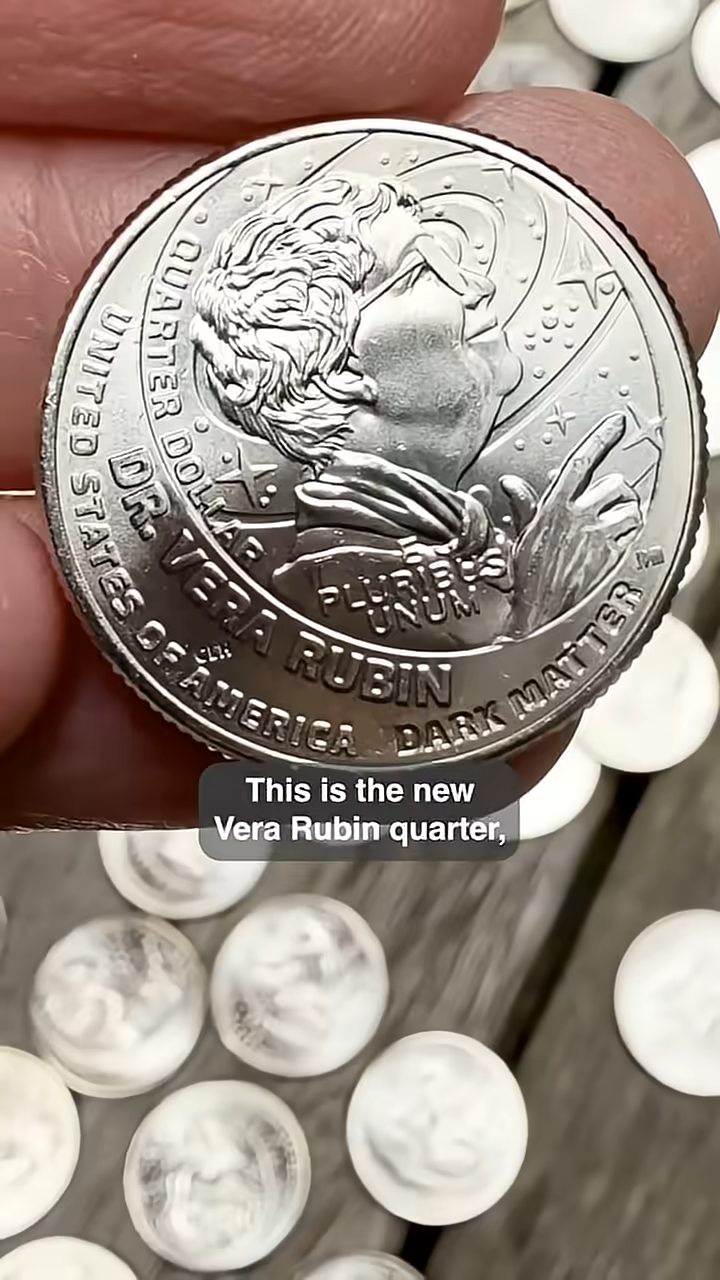 UNITED STATES OF AMERICA
QUARTER DOLLAR
DR. VERA RUBIN
DARK MATTER
PLURIBUS
UNUM
This is the new
Vera Rubin quarter,